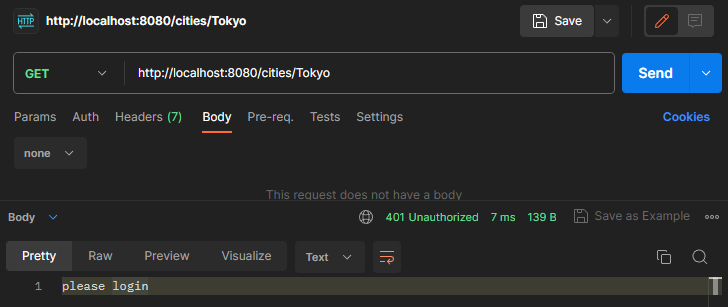 HTTP http://localhost:8080/cities/Tokyo Save
GET http://localhost:8080/cities/Tokyo Send
Params Auth Headers (7) Body Pre-req. Tests Settings Cookies
none
This request does not have a body
Body 401 Unauthorized 7 ms 139 B Save as Example
Pretty Raw Preview Visualize Text
1 please login